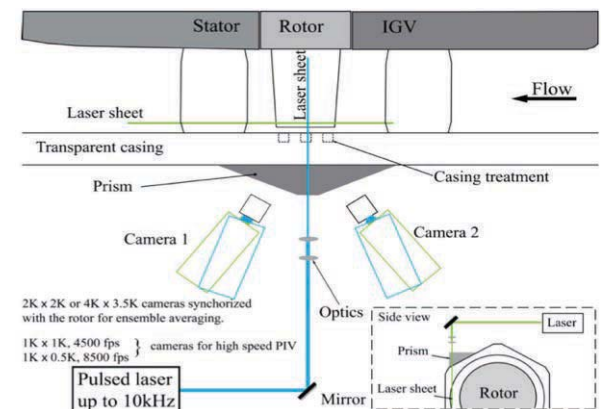 Stator Rotor IGV
Laser sheet
Flow
Laser sheet
Transparent casing
Prism
Casing treatment
Camera 1
Camera 2
Optics
2K x 2K or 4K x 3.5K cameras synchorized
with the rotor for ensemble averaging.
1K x 1K, 4500 fps
1K x 0.5K, 8500 fps
} cameras for high speed PIV
Pulsed laser
up to 10kHz
Mirror
Side view
Laser
Prism
Laser sheet
Rotor